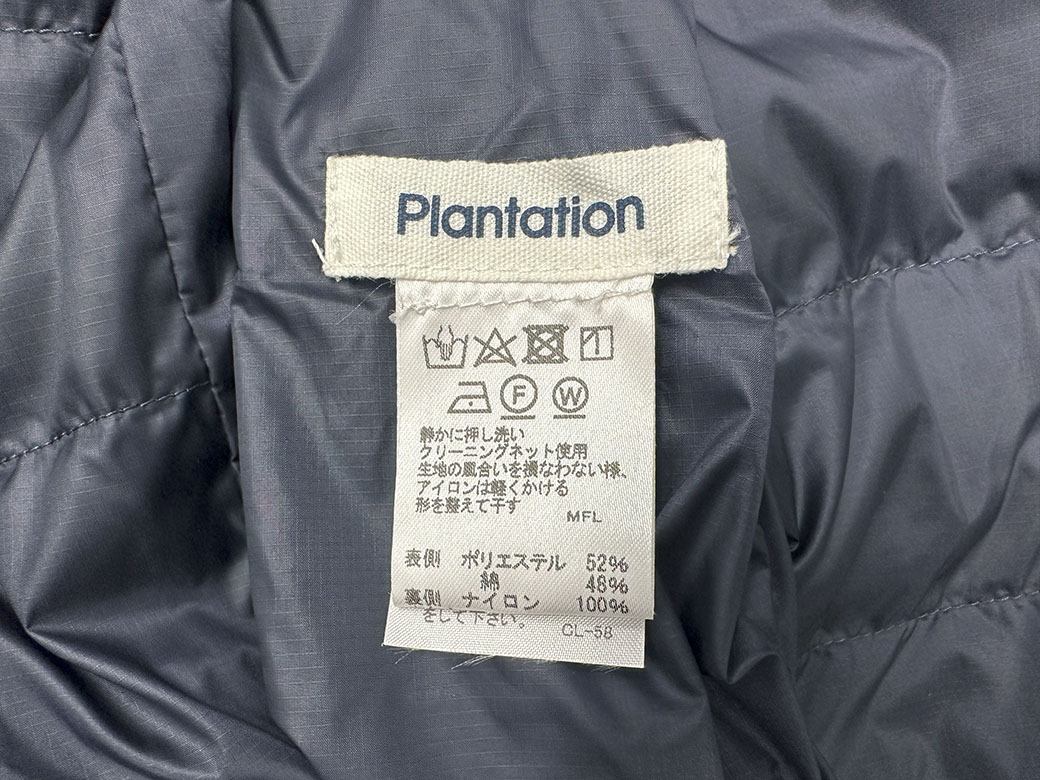 Plantation
F W
静かに押し洗い
クリーニングネット使用
生地の風合いを損なわない様、
アイロンは軽くかける
形を整えて干す
MFL
表側 ポリエステル 52%
綿 48%
裏側 ナイロン 100%
をして下さい。 CL-58